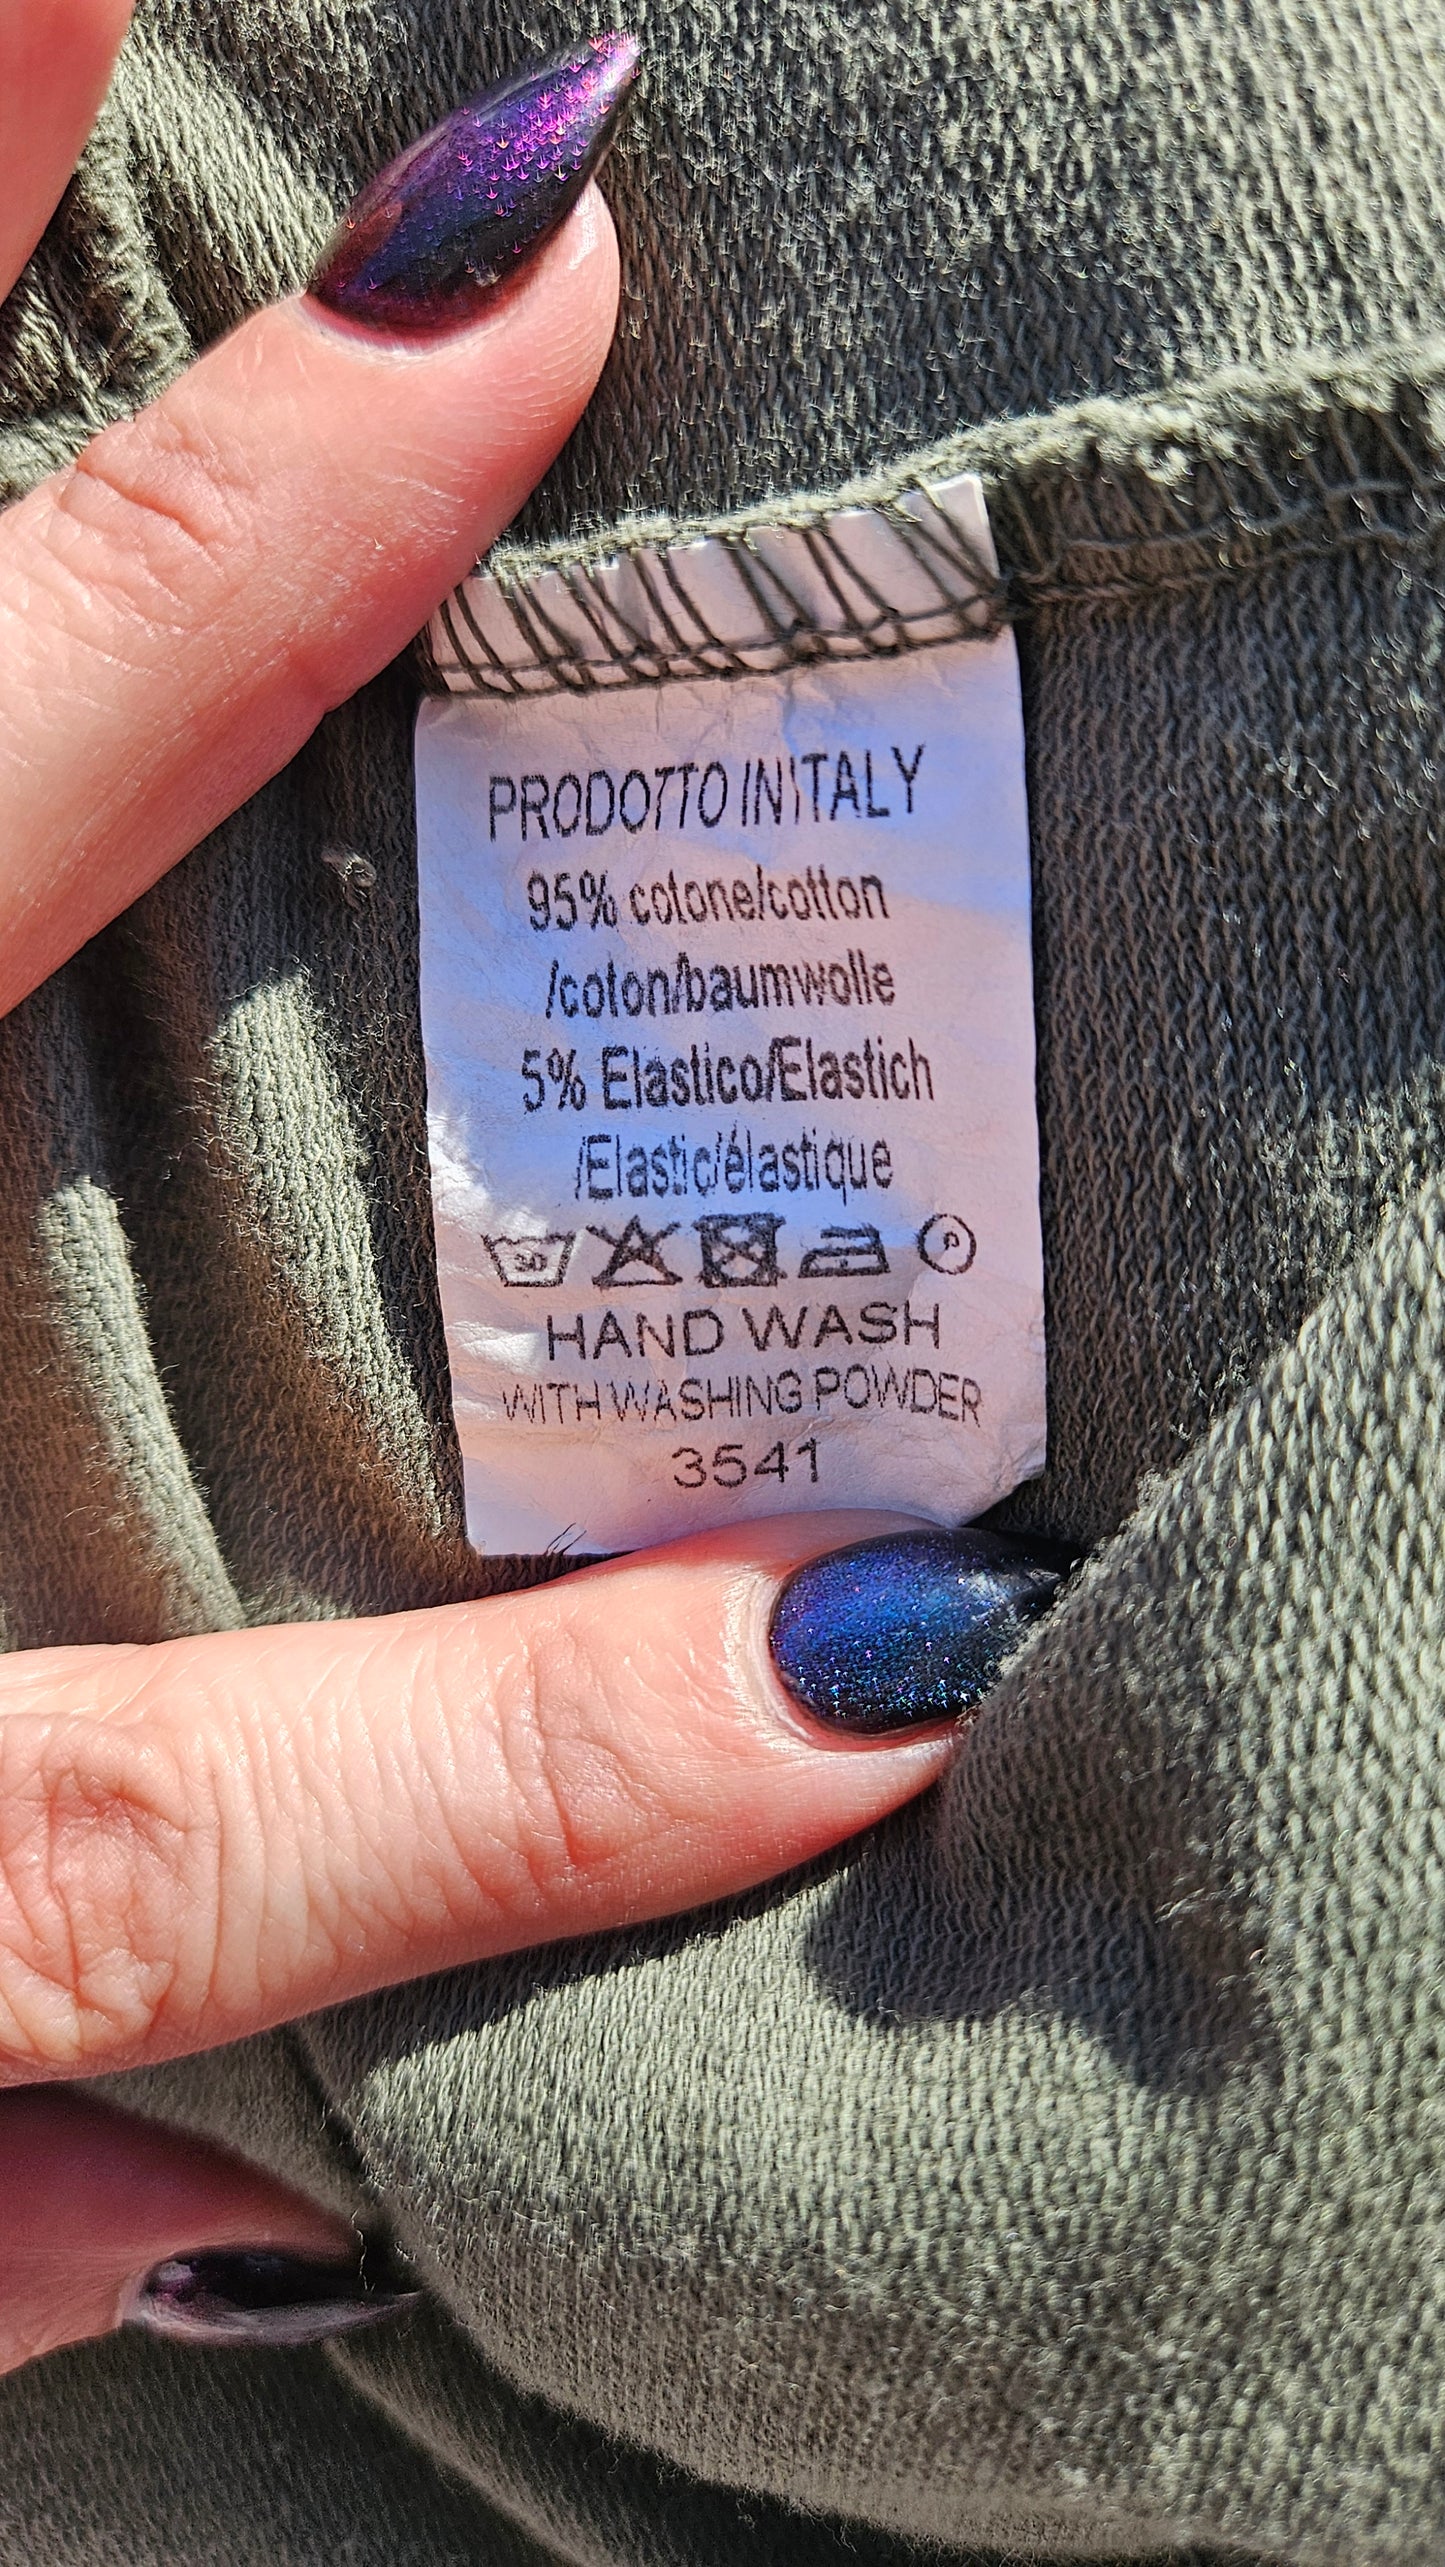 PRODOTTO IN ITALY
95% cotone/cotton
/coton/baumwolle
5% Elastico/Elastich
/Elastic/élastique
30 P
HAND WASH
WITH WASHING POWDER
3541